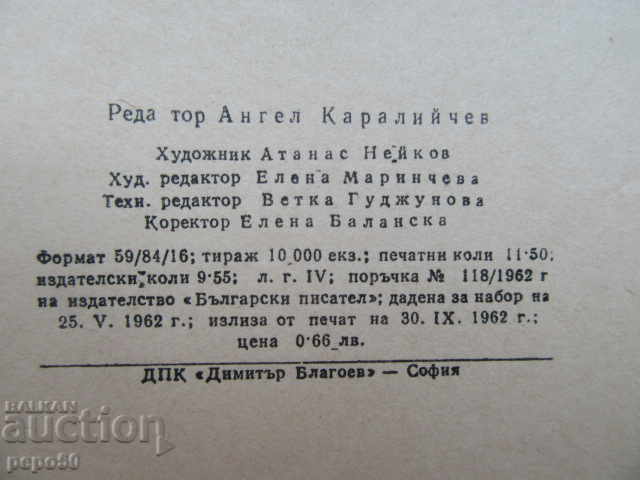 Реда тор Ангел Каралийчев
Художник Атанас Нейков
Худ. редактор Елена Маринчева
Техн. редактор Ветка Гуджунова
Коректор Елена Баланска
Формат 59/84/16; тираж 10,000 екз.; печатни коли 11·50;
издателски коли 9·55; л. г. IV; поръчка № 118/1962 г
на издателство «Български писател»; дадена за набор на
25. V. 1962 г.; излиза от печат на 30. IX. 1962 г.;
цена 0·66 лв.
ДПК «Димитър Благоев» — София
BALKAN
auction
pepo50